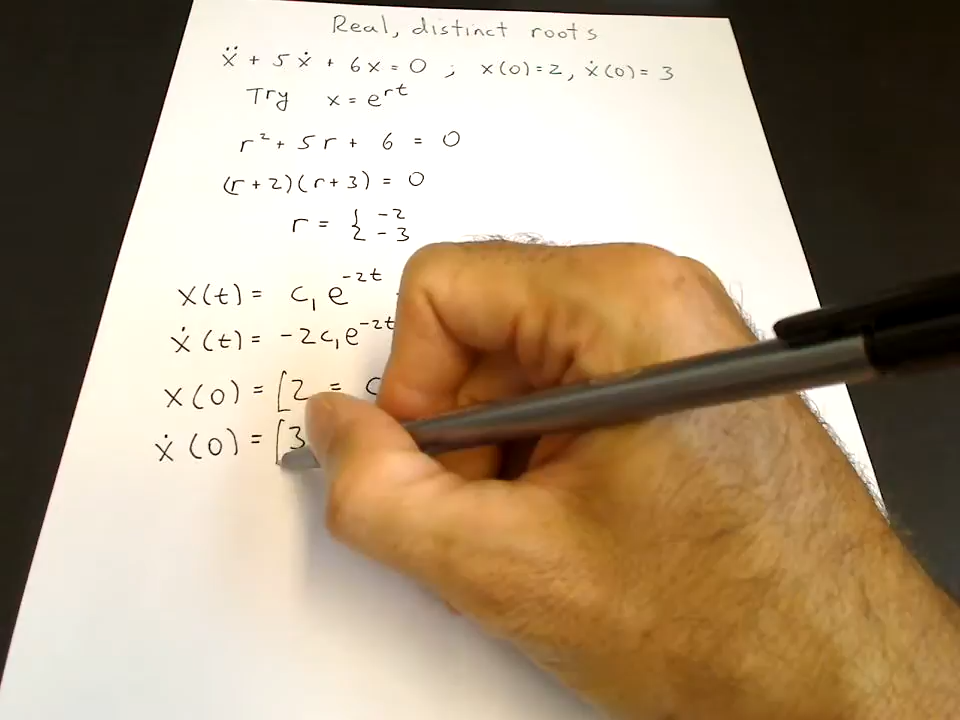 Real, distinct roots
ẍ + 5ẋ + 6x = 0 ; x(0) = 2, ẋ(0) = 3
Try x = e^{rt}
r² + 5r + 6 = 0
(r + 2)(r + 3) = 0
r = { -2
-3
x(t) = c₁e^{-2t}
ẋ(t) = -2c₁e^{-2t}
x(0) = [2 = c
ẋ(0) = [3